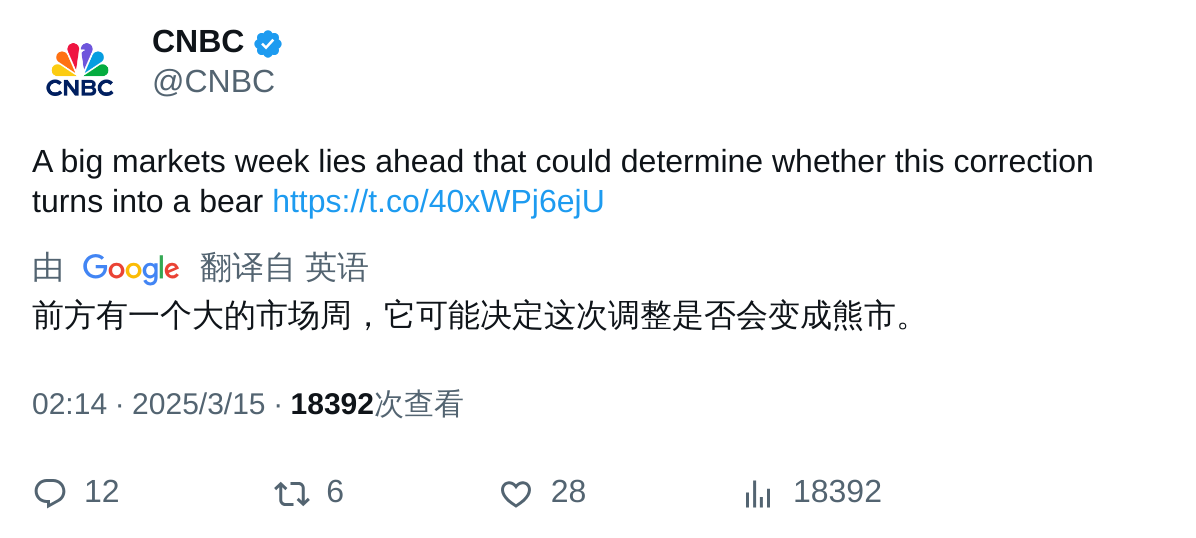 CNBC
CNBC
@CNBC
A big markets week lies ahead that could determine whether this correction
turns into a bear https://t.co/40xWPj6ejU
由 Google 翻译自 英语
前方有一个大的市场周，它可能决定这次调整是否会变成熊市。
02:14 · 2025/3/15 · 18392次查看
12 6 28 18392